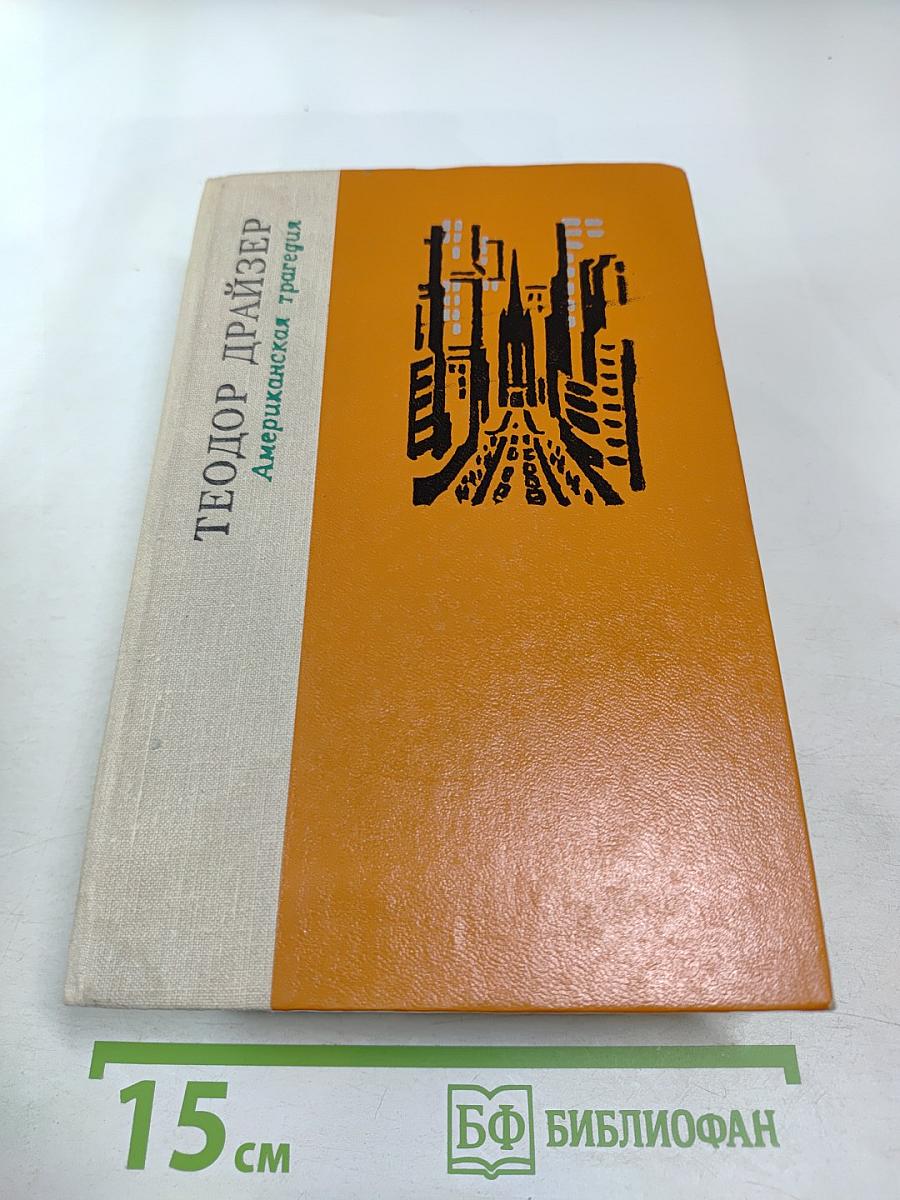 ТЕОДОР ДРАЙЗЕР
Американская трагедия
15 см
БФ БИБЛИОФАН